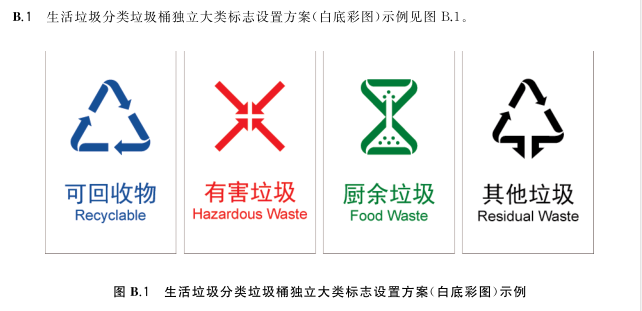 B.1 生活垃圾分类垃圾桶独立大类标志设置方案(白底彩图)示例见图 B.1。
可回收物
Recyclable
有害垃圾
Hazardous Waste
厨余垃圾
Food Waste
其他垃圾
Residual Waste
图 B.1 生活垃圾分类垃圾桶独立大类标志设置方案(白底彩图)示例